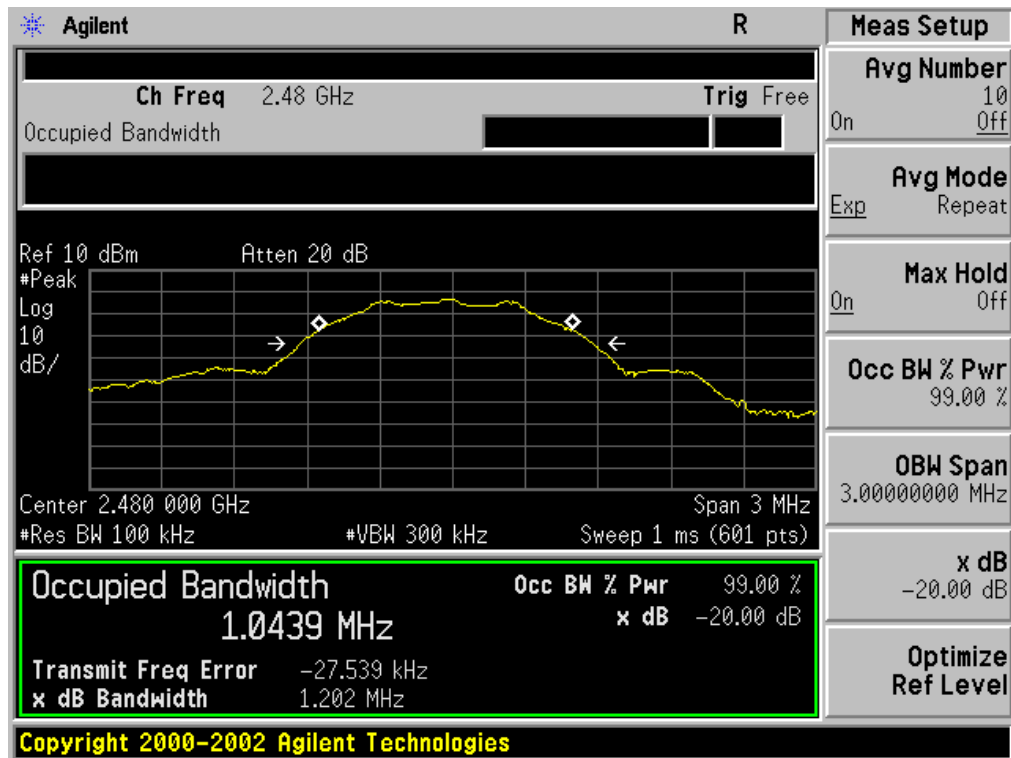 Agilent R Meas Setup
Ch Freq 2.48 GHz Trig Free
Occupied Bandwidth
Avg Number
10
On Off
Avg Mode
Exp Repeat
Max Hold
On Off
Occ BW % Pwr
99.00 %
OBW Span
3.00000000 MHz
x dB
-20.00 dB
Optimize
Ref Level
Ref 10 dBm Atten 20 dB
#Peak
Log
10
dB/
Center 2.480 000 GHz Span 3 MHz
#Res BW 100 kHz #VBW 300 kHz Sweep 1 ms (601 pts)
Occupied Bandwidth Occ BW % Pwr 99.00 %
1.0439 MHz x dB -20.00 dB
Transmit Freq Error -27.539 kHz
x dB Bandwidth 1.202 MHz
Copyright 2000-2002 Agilent Technologies